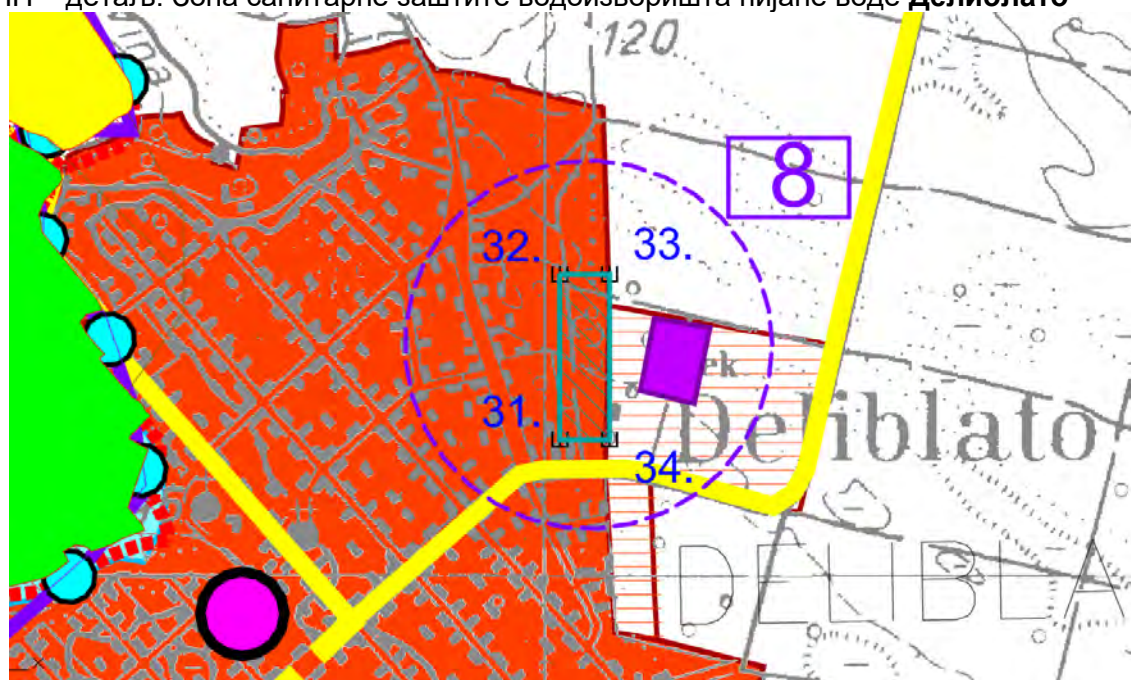 детаљ: Зона санитарне заштите водоизворишта пијаће воде Делиблато
120
8
32.
33.
31.
34.
Deliblato
DELIBLA